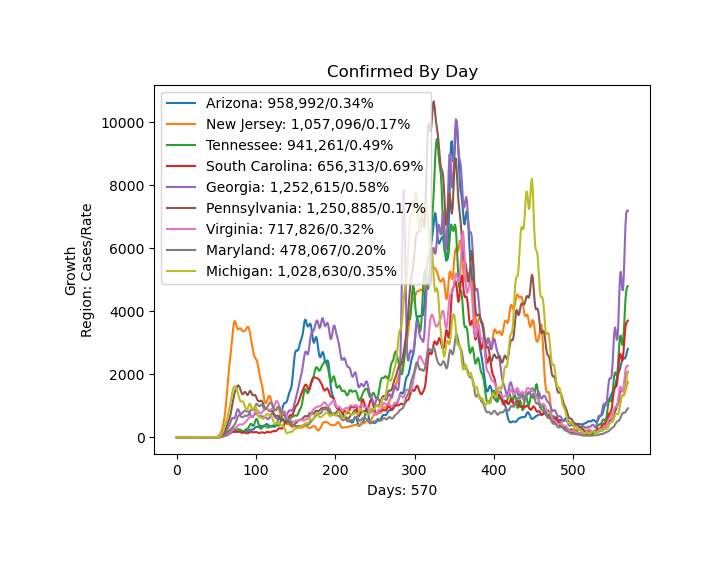 Confirmed By Day
Growth
Region: Cases/Rate
10000
8000
6000
4000
2000
0
Arizona: 958,992/0.34%
New Jersey: 1,057,096/0.17%
Tennessee: 941,261/0.49%
South Carolina: 656,313/0.69%
Georgia: 1,252,615/0.58%
Pennsylvania: 1,250,885/0.17%
Virginia: 717,826/0.32%
Maryland: 478,067/0.20%
Michigan: 1,028,630/0.35%
0 100 200 300 400 500
Days: 570